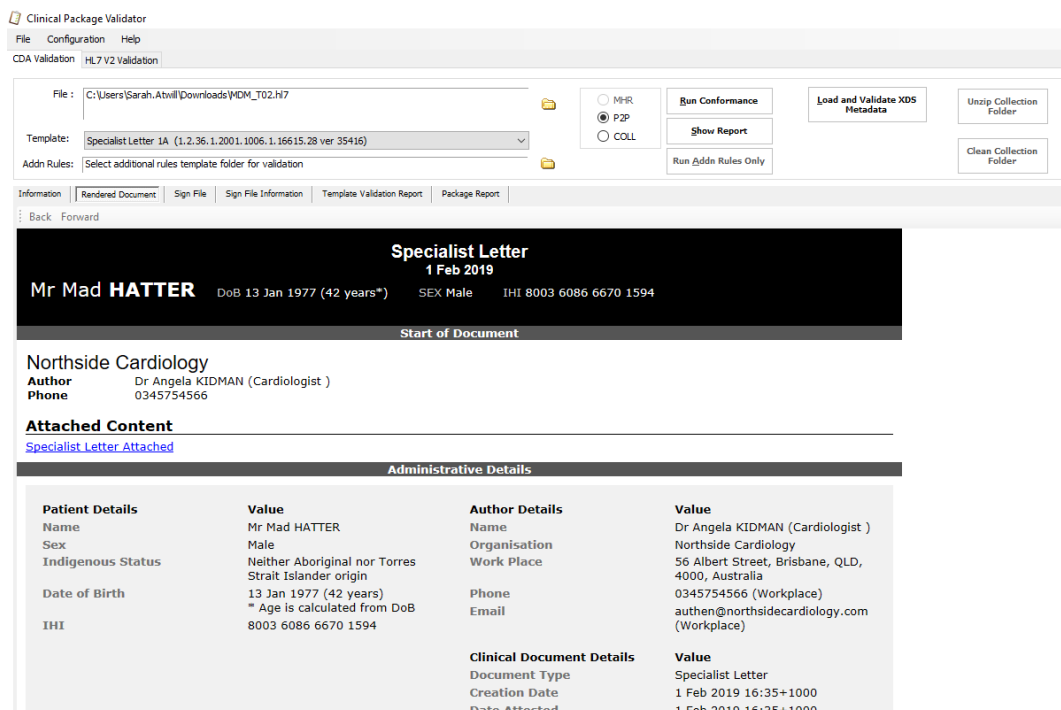 Clinical Package Validator
File Configuration Help
CDA Validation HL7 V2 Validation
File : C:\Users\Sarah.Atwill\Downloads\MDM_T02.hl7
MHR
P2P
COLL
Run Conformance
Show Report
Run Addn Rules Only
Load and Validate XDS
Metadata
Unzip Collection
Folder
Clean Collection
Folder
Template: Specialist Letter 1A (1.2.36.1.2001.1006.1.16615.28 ver 35416)
Addn Rules: Select additional rules template folder for validation
Information Rendered Document Sign File Sign File Information Template Validation Report Package Report
Back Forward
Specialist Letter
1 Feb 2019
Mr Mad HATTER DoB 13 Jan 1977 (42 years*) SEX Male IHI 8003 6086 6670 1594
Start of Document
Northside Cardiology
Author Dr Angela KIDMAN (Cardiologist )
Phone 0345754566
Attached Content
Specialist Letter Attached
Administrative Details
Patient Details Value
Name Mr Mad HATTER
Sex Male
Indigenous Status Neither Aboriginal nor Torres
Strait Islander origin
Date of Birth 13 Jan 1977 (42 years)
* Age is calculated from DoB
IHI 8003 6086 6670 1594
Author Details Value
Name Dr Angela KIDMAN (Cardiologist )
Organisation Northside Cardiology
Work Place 56 Albert Street, Brisbane, QLD,
4000, Australia
Phone 0345754566 (Workplace)
Email authen@northsidecardiology.com
(Workplace)
Clinical Document Details Value
Document Type Specialist Letter
Creation Date 1 Feb 2019 16:35+1000
Date Attested 1 Feb 2019 16:35+1000